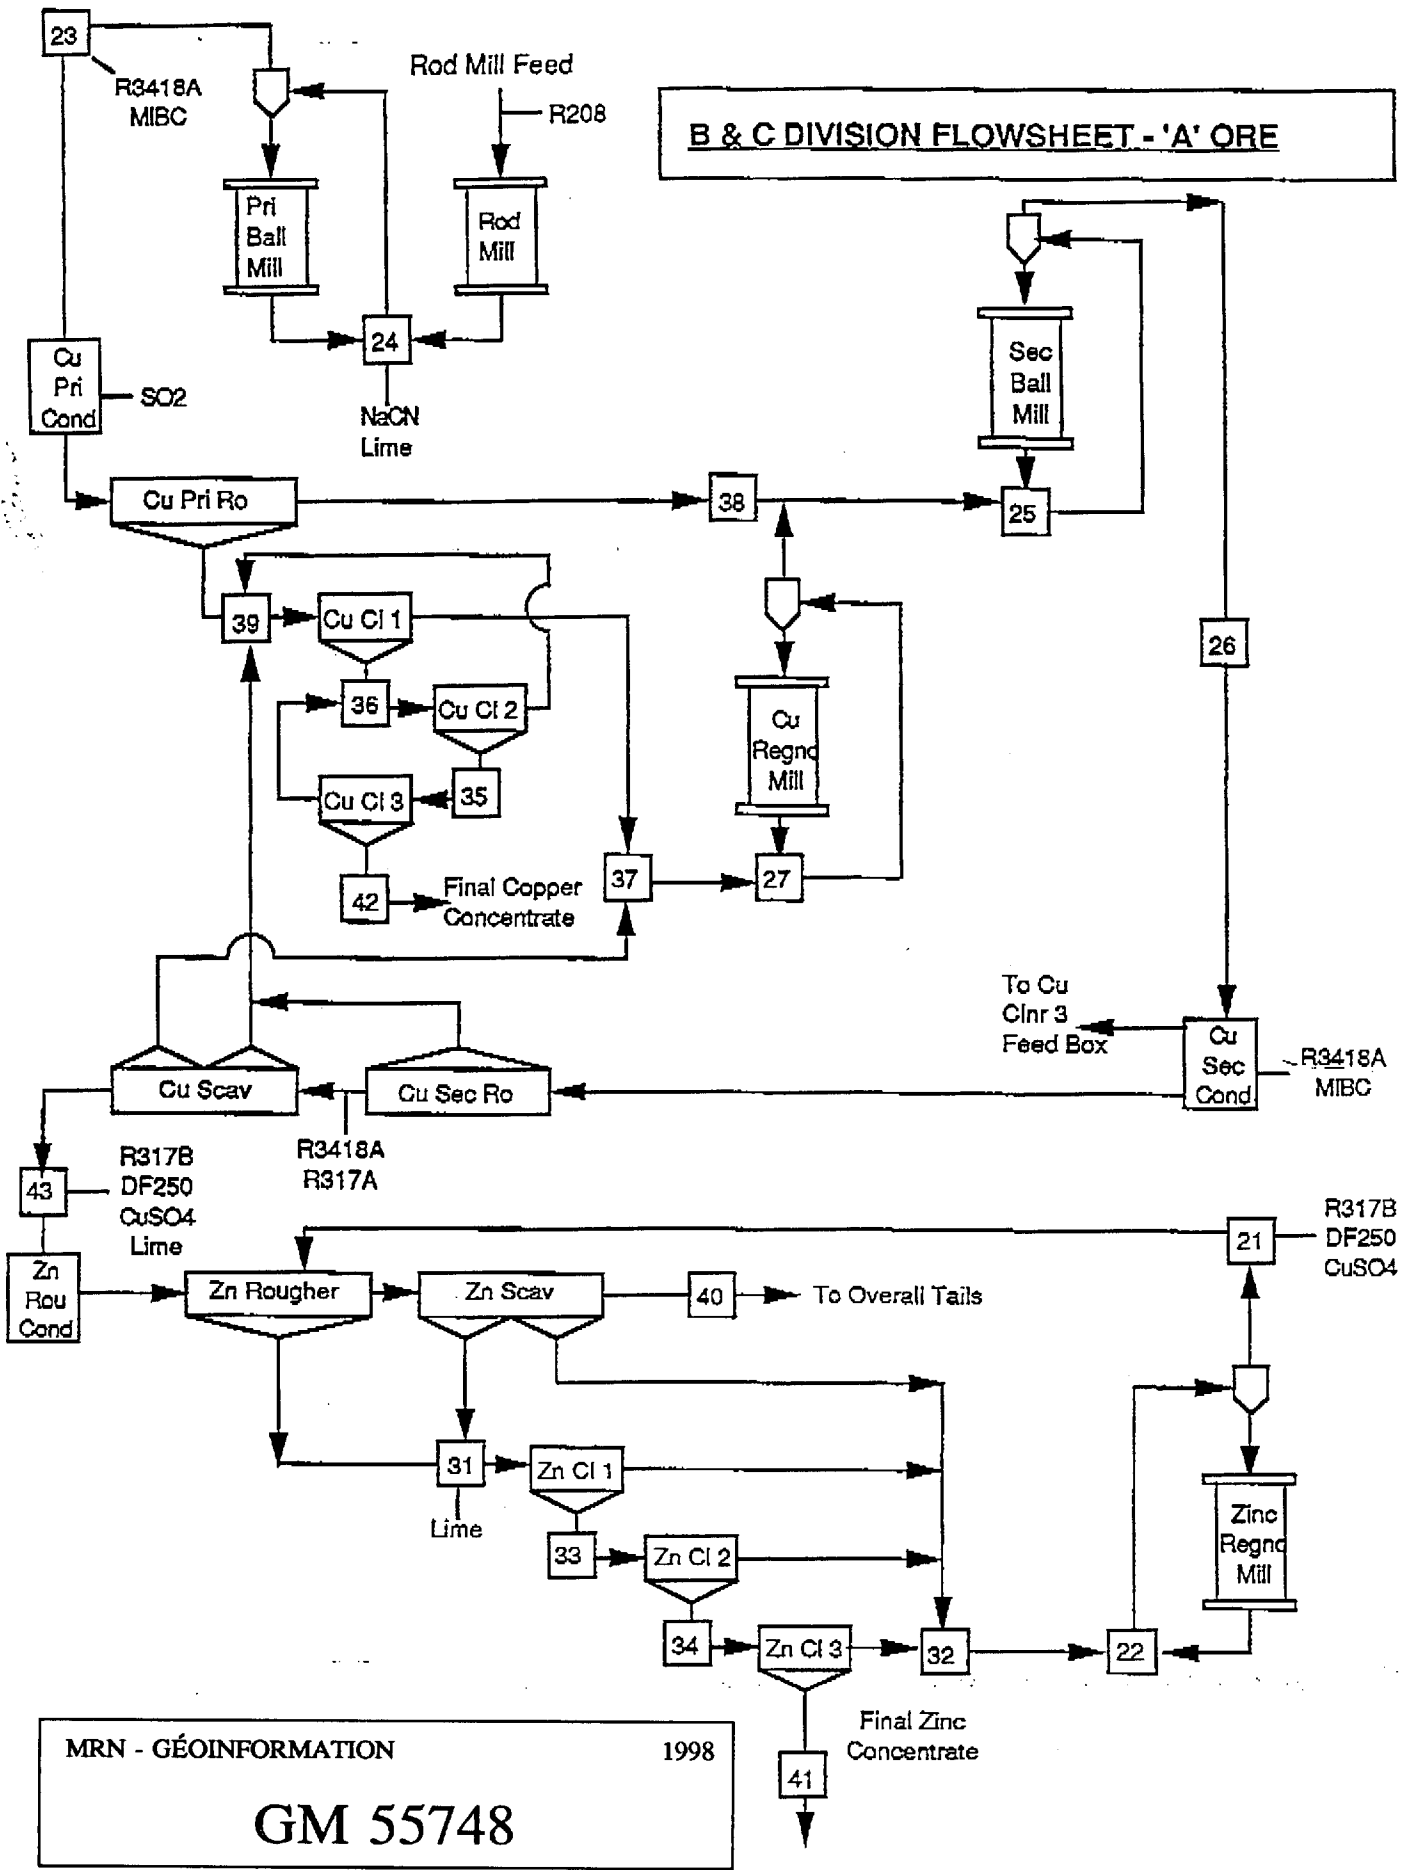 23
R3418A
MIBC
Rod Mill Feed
R208
B & C DIVISION FLOWSHEET - 'A' ORE
Pri
Ball
Mill
Rod
Mill
24
NaCN
Lime
Cu
Pri
Cond
SO2
Sec
Ball
Mill
Cu Pri Ro
38
25
39
Cu Cl 1
36
Cu Cl 2
Cu Cl 3
35
42
Final Copper
Concentrate
37
27
Cu
Regnd
Mill
26
To Cu
Clnr 3
Feed Box
Cu
Sec
Cond
R3418A
MIBC
Cu Scav
Cu Sec Ro
R3418A
R317A
43
R317B
DF250
CuSO4
Lime
Zn
Rou
Cond
Zn Rougher
Zn Scav
40
To Overall Tails
21
R317B
DF250
CuSO4
31
Lime
Zn Cl 1
33
Zn Cl 2
34
Zn Cl 3
32
22
Zinc
Regnd
Mill
Final Zinc
Concentrate
41
MRN - GÉOINFORMATION 1998
GM 55748